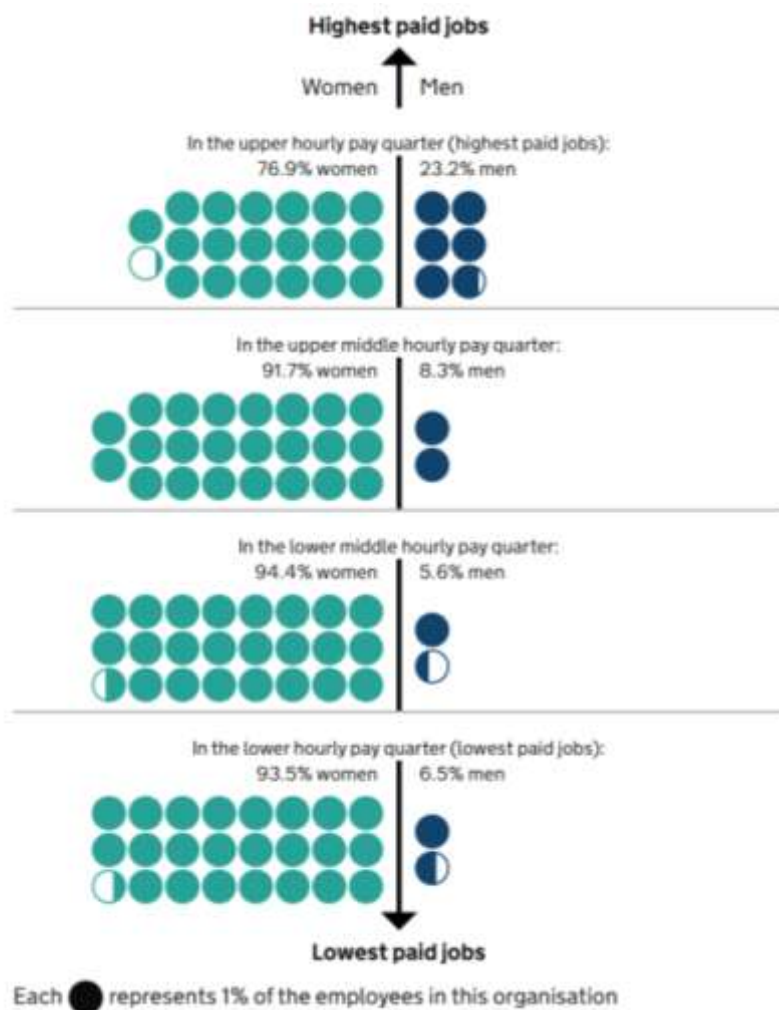 Highest paid jobs
Women Men
In the upper hourly pay quarter (highest paid jobs):
76.9% women 23.2% men
In the upper middle hourly pay quarter:
91.7% women 8.3% men
In the lower middle hourly pay quarter:
94.4% women 5.6% men
In the lower hourly pay quarter (lowest paid jobs):
93.5% women 6.5% men
Lowest paid jobs
Each represents 1% of the employees in this organisation